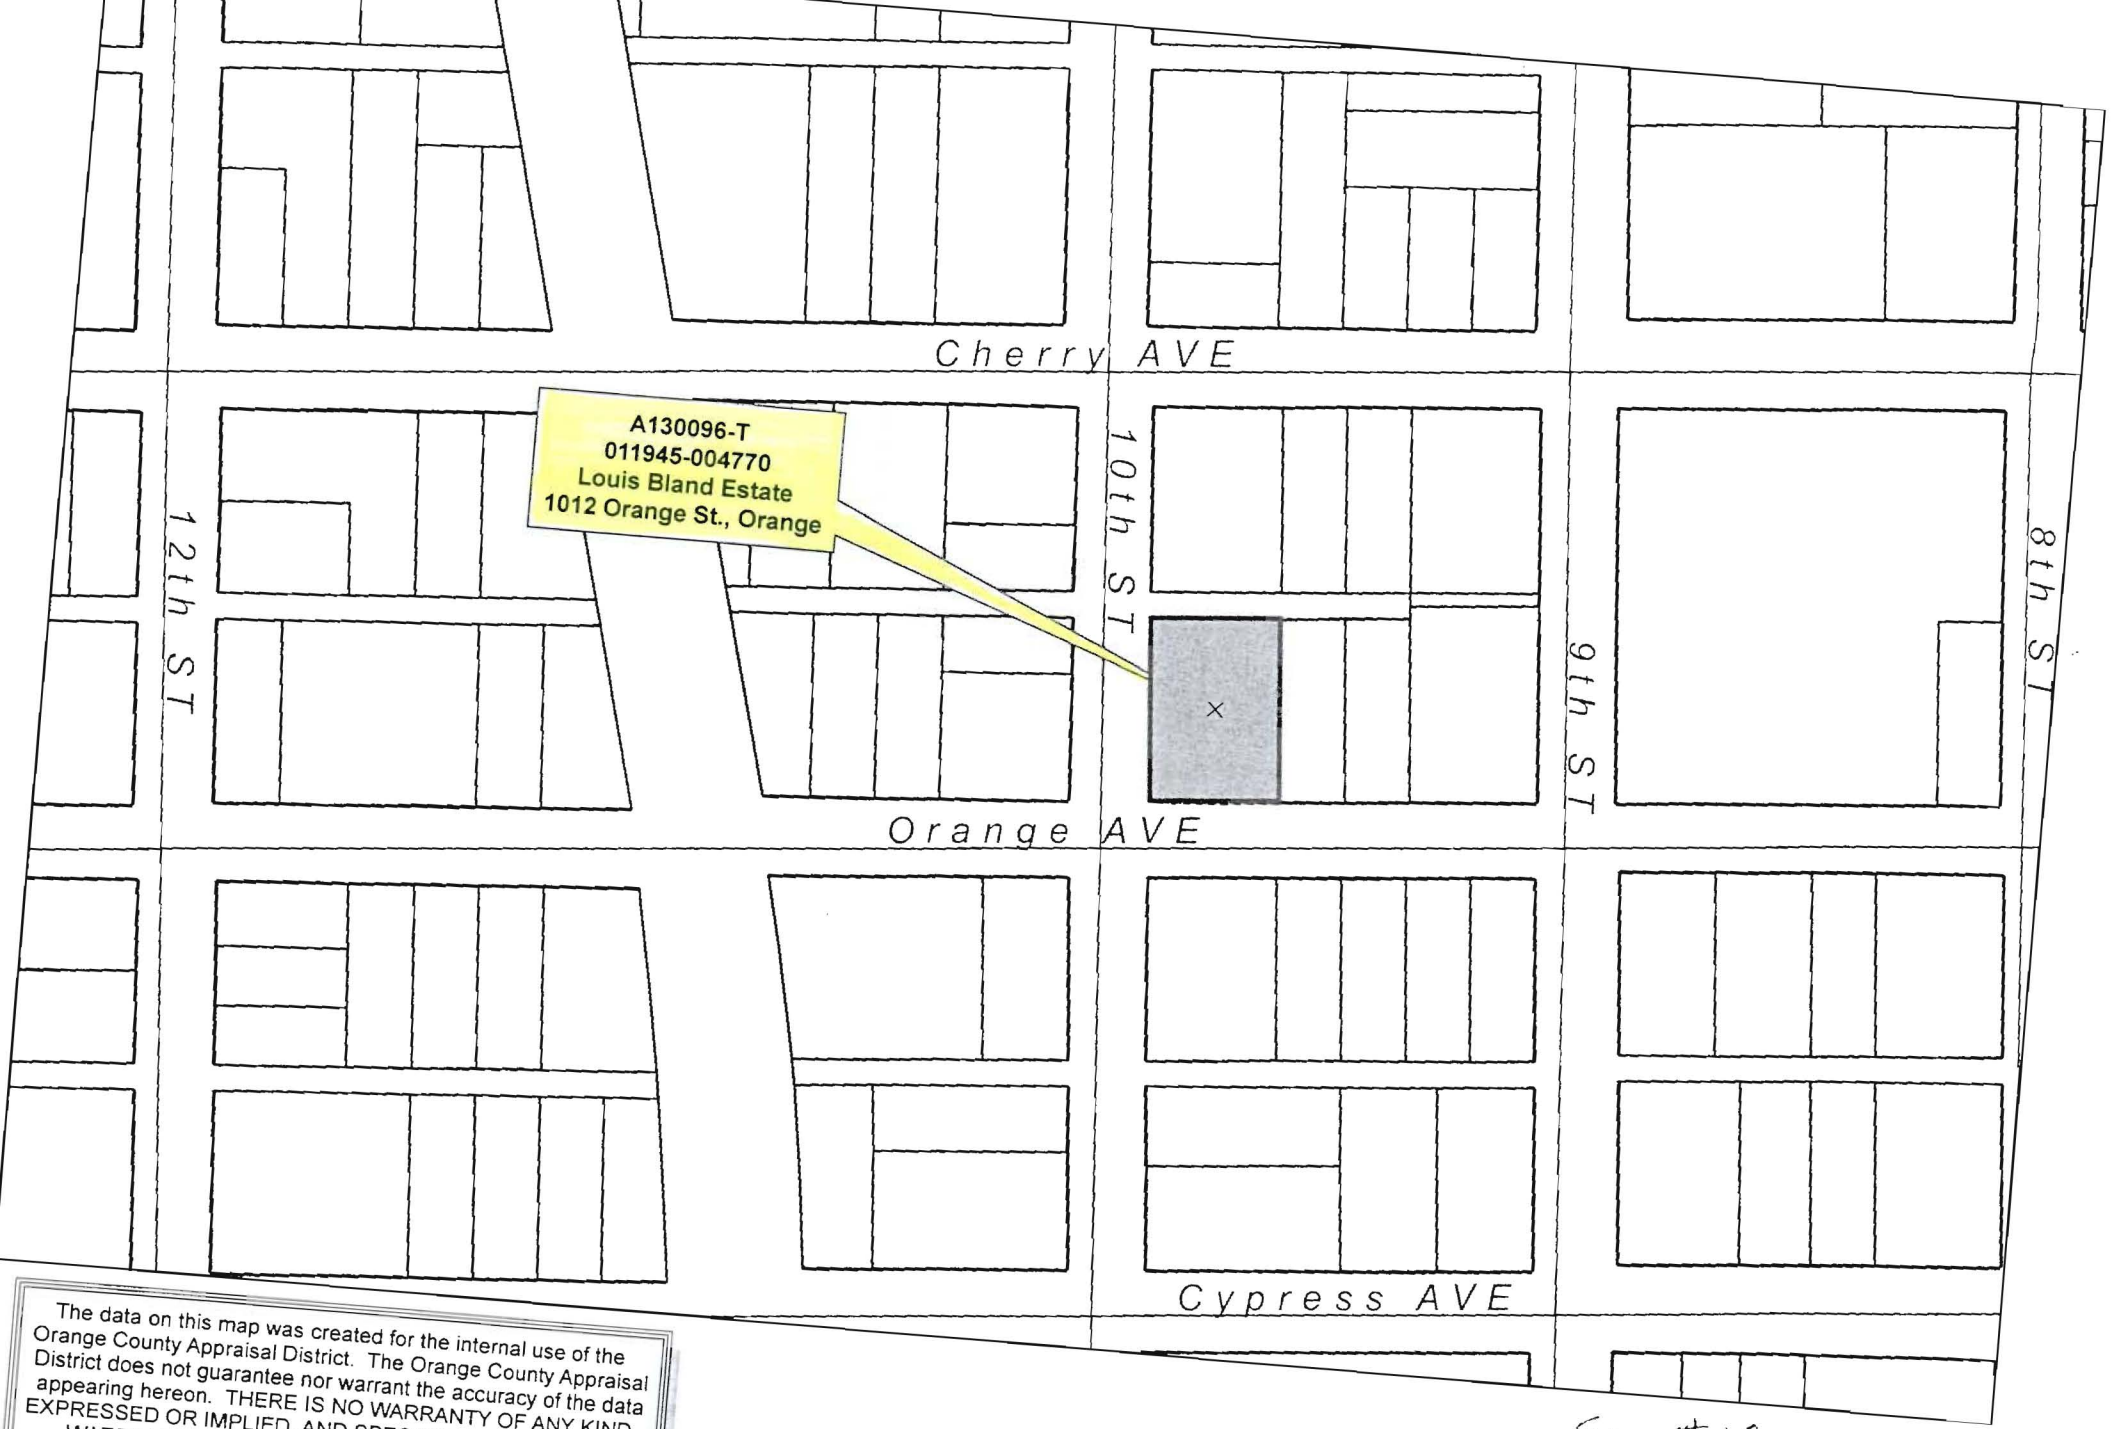 Cherry AVE
A130096-T
011945-004770
Louis Bland Estate
1012 Orange St., Orange
10th ST
12th ST
8th ST
9th ST
Orange AVE
Cypress AVE
The data on this map was created for the internal use of the
Orange County Appraisal District. The Orange County Appraisal
District does not guarantee nor warrant the accuracy of the data
appearing hereon. THERE IS NO WARRANTY OF ANY KIND
EXPRESSED OR IMPLIED, AND